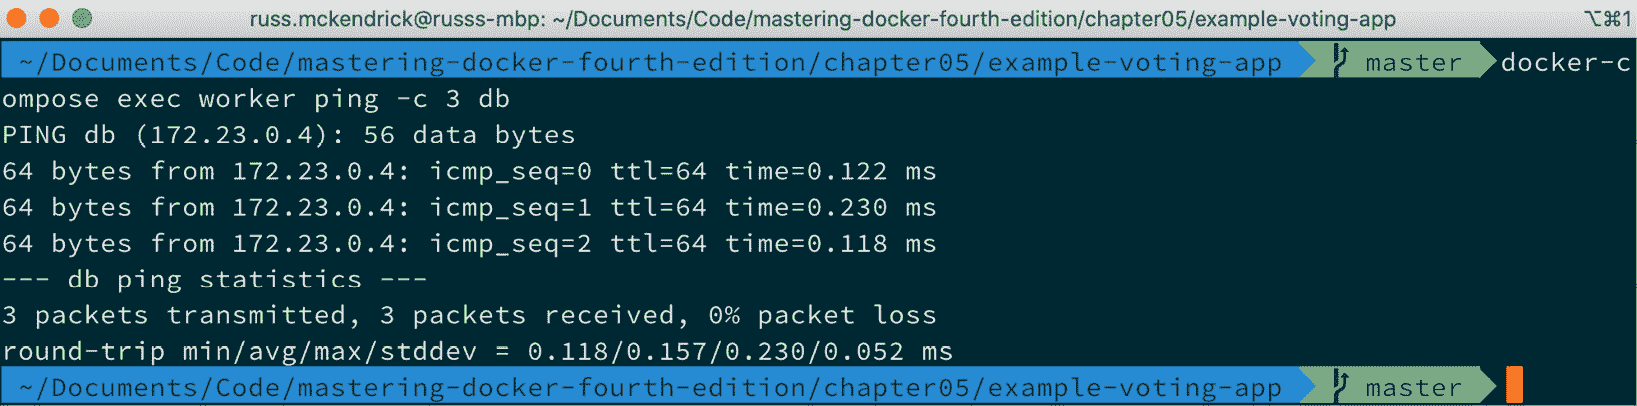 russ.mckendrick@russs-mbp: ~/Documents/Code/mastering-docker-fourth-edition/chapter05/example-voting-app ⌥⌘1
~/Documents/Code/mastering-docker-fourth-edition/chapter05/example-voting-app master docker-c
ompose exec worker ping -c 3 db
PING db (172.23.0.4): 56 data bytes
64 bytes from 172.23.0.4: icmp_seq=0 ttl=64 time=0.122 ms
64 bytes from 172.23.0.4: icmp_seq=1 ttl=64 time=0.230 ms
64 bytes from 172.23.0.4: icmp_seq=2 ttl=64 time=0.118 ms
--- db ping statistics ---
3 packets transmitted, 3 packets received, 0% packet loss
round-trip min/avg/max/stddev = 0.118/0.157/0.230/0.052 ms
~/Documents/Code/mastering-docker-fourth-edition/chapter05/example-voting-app master